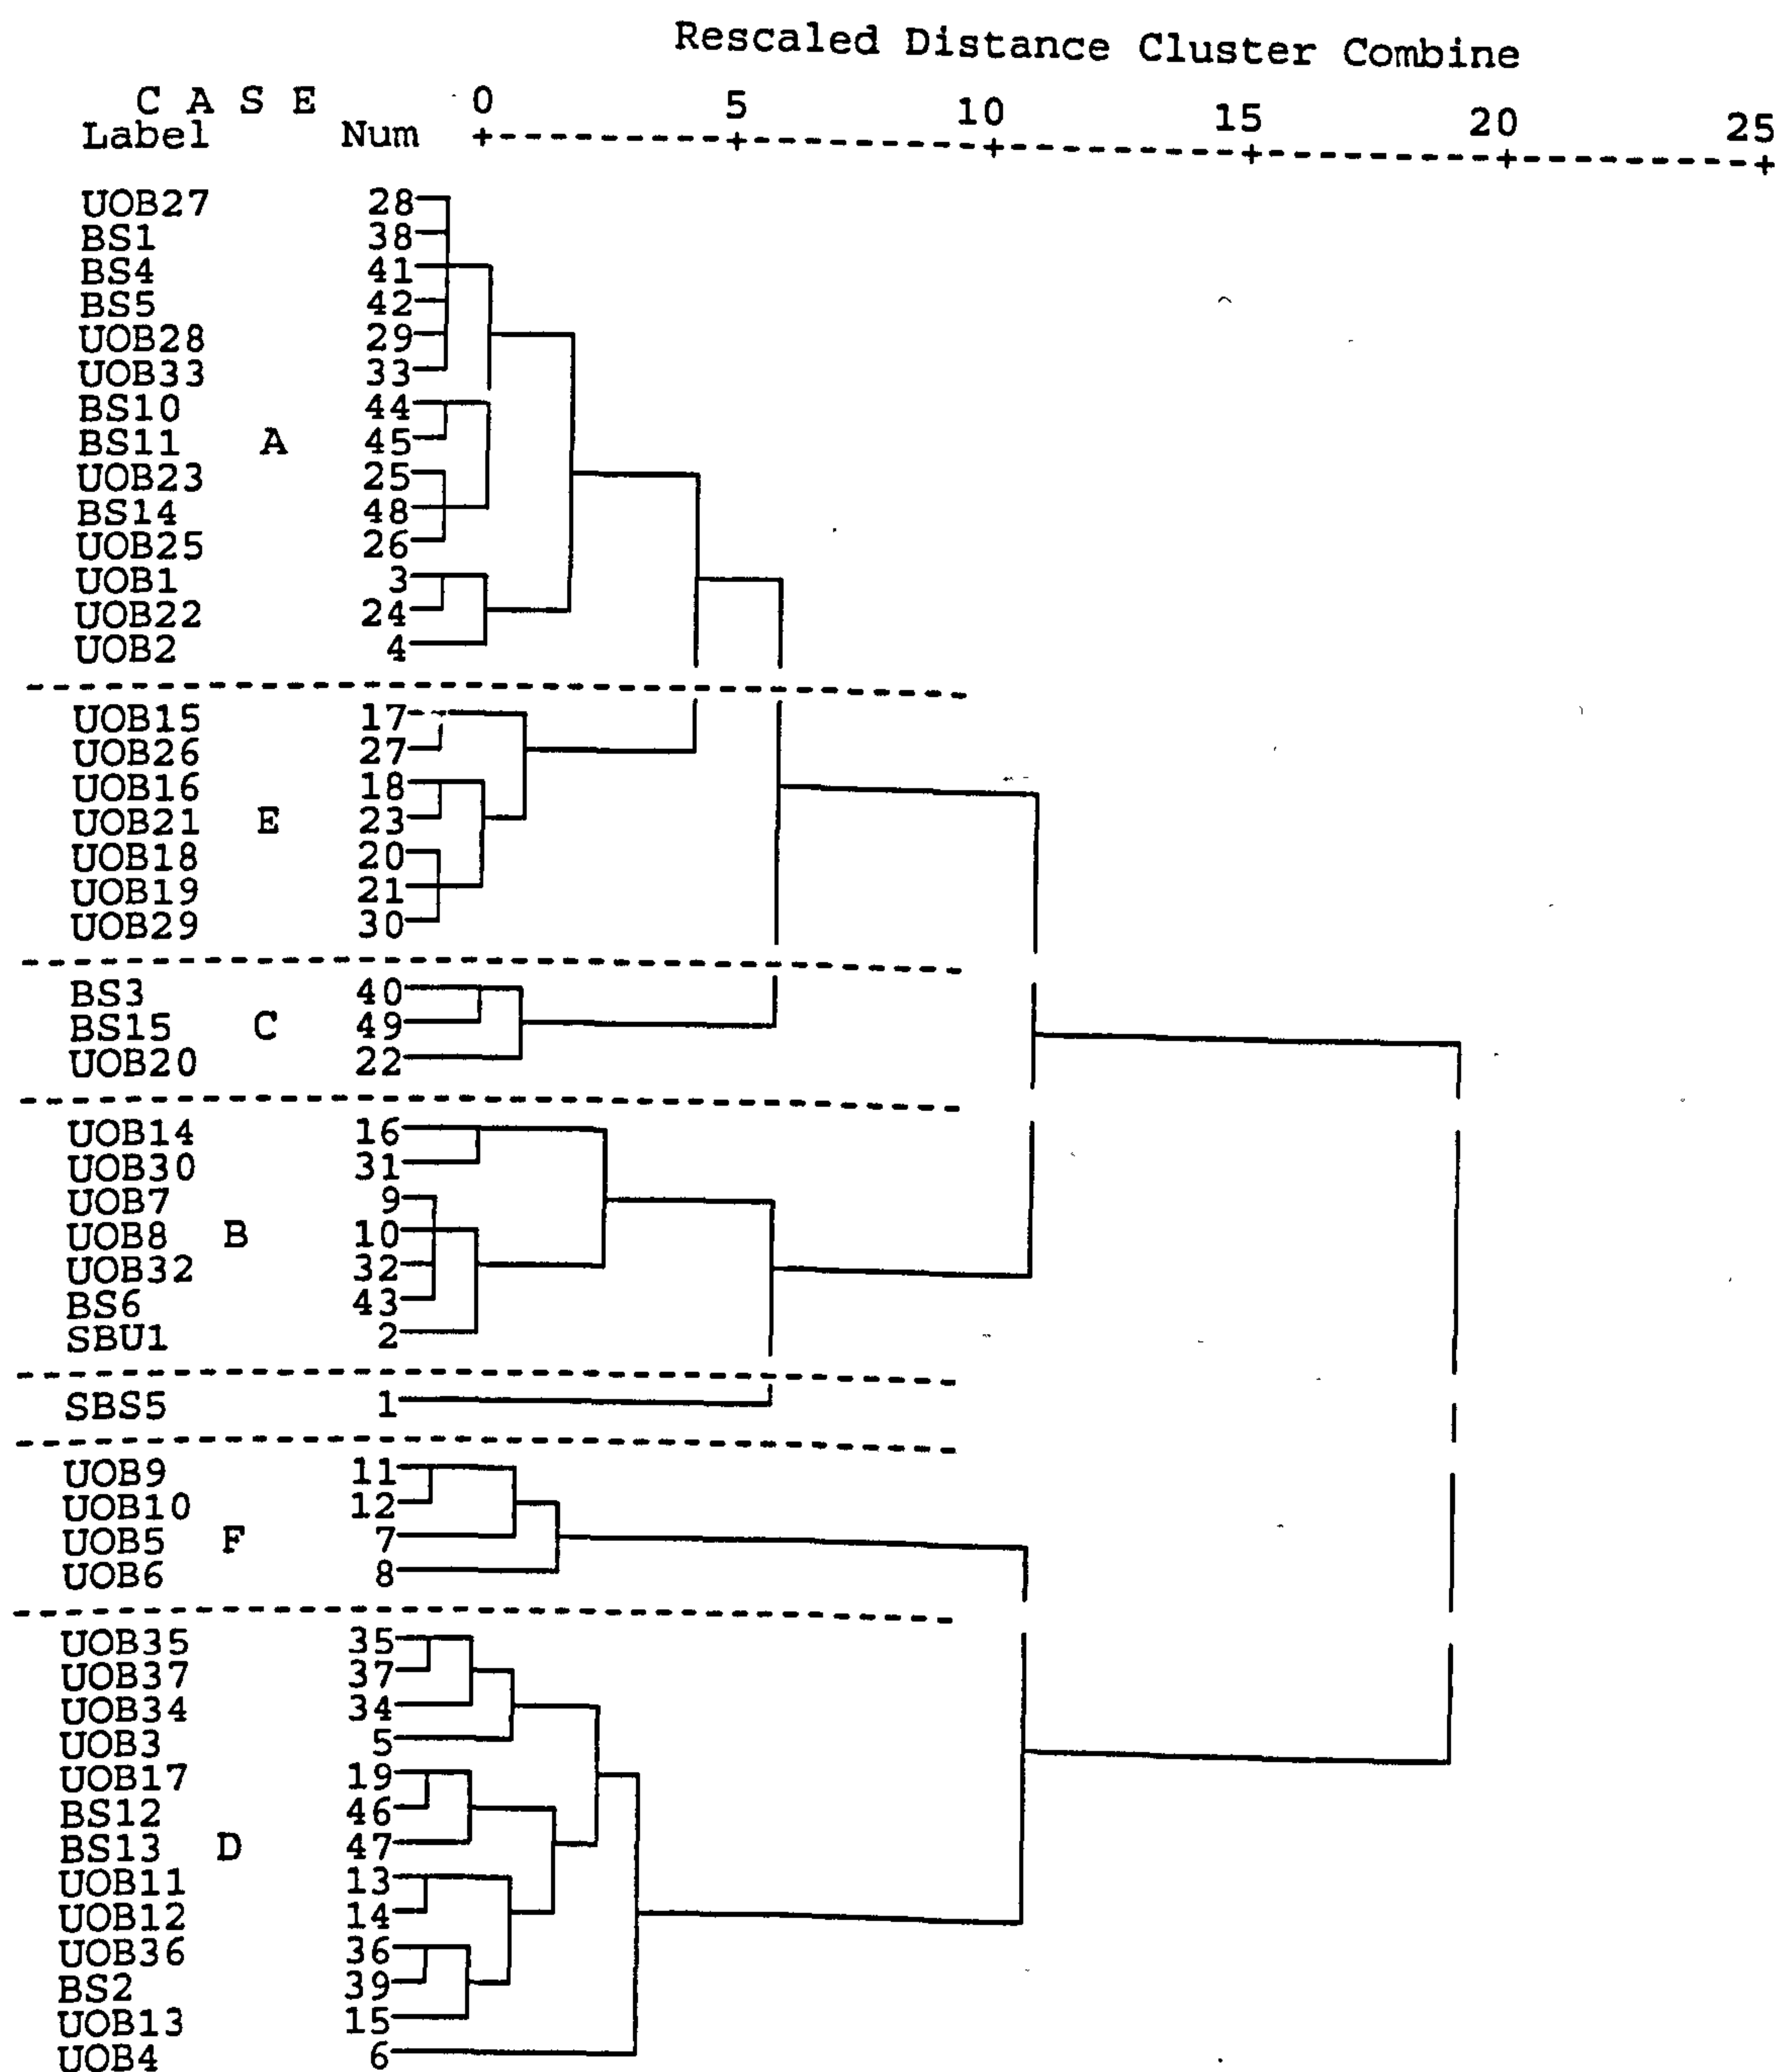 Rescaled Distance Cluster Combine
C A S E 0 5 10 15 20 25
Label Num
UOB27 28
BS1 38
BS4 41
BS5 42
UOB28 29
UOB33 33
BS10 44
BS11 A 45
UOB23 25
BS14 48
UOB25 26
UOB1 3
UOB22 24
UOB2 4
UOB15 17
UOB26 27
UOB16 18
UOB21 E 23
UOB18 20
UOB19 21
UOB29 30
BS3 40
BS15 C 49
UOB20 22
UOB14 16
UOB30 31
UOB7 9
UOB8 B 10
UOB32 32
BS6 43
SBU1 2
SBS5 1
UOB9 11
UOB10 12
UOB5 F 7
UOB6 8
UOB35 35
UOB37 37
UOB34 34
UOB3 5
UOB17 19
BS12 46
BS13 D 47
UOB11 13
UOB12 14
UOB36 36
BS2 39
UOB13 15
UOB4 6